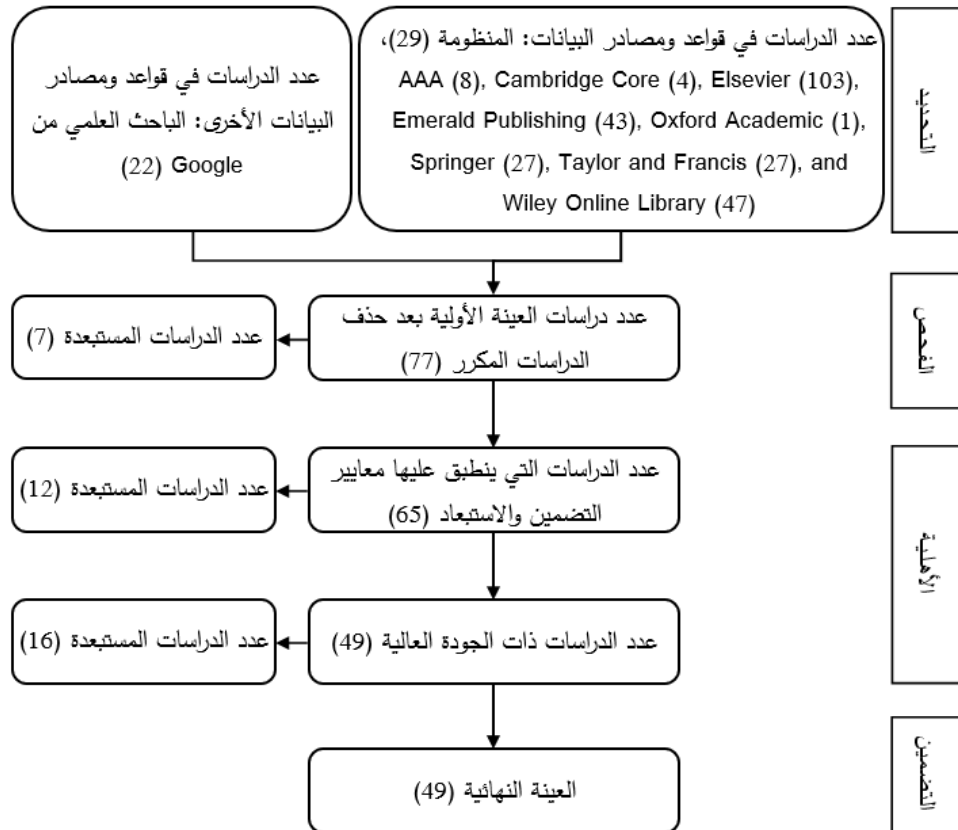 التحديد
عدد الدراسات في قواعد ومصادر البيانات: المنظومة (29)،
AAA (8), Cambridge Core (4), Elsevier (103),
Emerald Publishing (43), Oxford Academic (1),
Springer (27), Taylor and Francis (27), and
Wiley Online Library (47)
عدد الدراسات في قواعد ومصادر
البيانات الأخرى: الباحث العلمي من
Google (22)
الفحص
عدد دراسات العينة الأولية بعد حذف
الدراسات المكرر (77)
عدد الدراسات المستبعدة (7)
الأهلية
عدد الدراسات التي ينطبق عليها معايير
التضمين والاستبعاد (65)
عدد الدراسات المستبعدة (12)
عدد الدراسات ذات الجودة العالية (49)
عدد الدراسات المستبعدة (16)
التضمين
العينة النهائية (49)